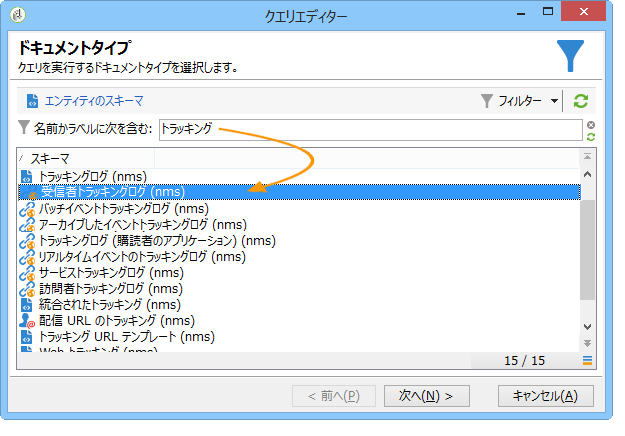 クエリエディター
ドキュメントタイプ
クエリを実行するドキュメントタイプを選択します。
エンティティのスキーマ
フィルター
名前かラベルに次を含む: トラッキング
スキーマ
トラッキングログ (nms)
受信者トラッキングログ (nms)
バッチイベントトラッキングログ (nms)
アーカイブしたイベントトラッキングログ (nms)
トラッキングログ (購読者のアプリケーション) (nms)
リアルタイムイベントのトラッキングログ (nms)
サービストラッキングログ (nms)
訪問者トラッキングログ (nms)
統合されたトラッキング (nms)
配信 URL のトラッキング (nms)
トラッキング URL テンプレート (nms)
Web トラッキング (nms)
15 / 15
< 前へ(P) 次へ(N) > キャンセル(A)